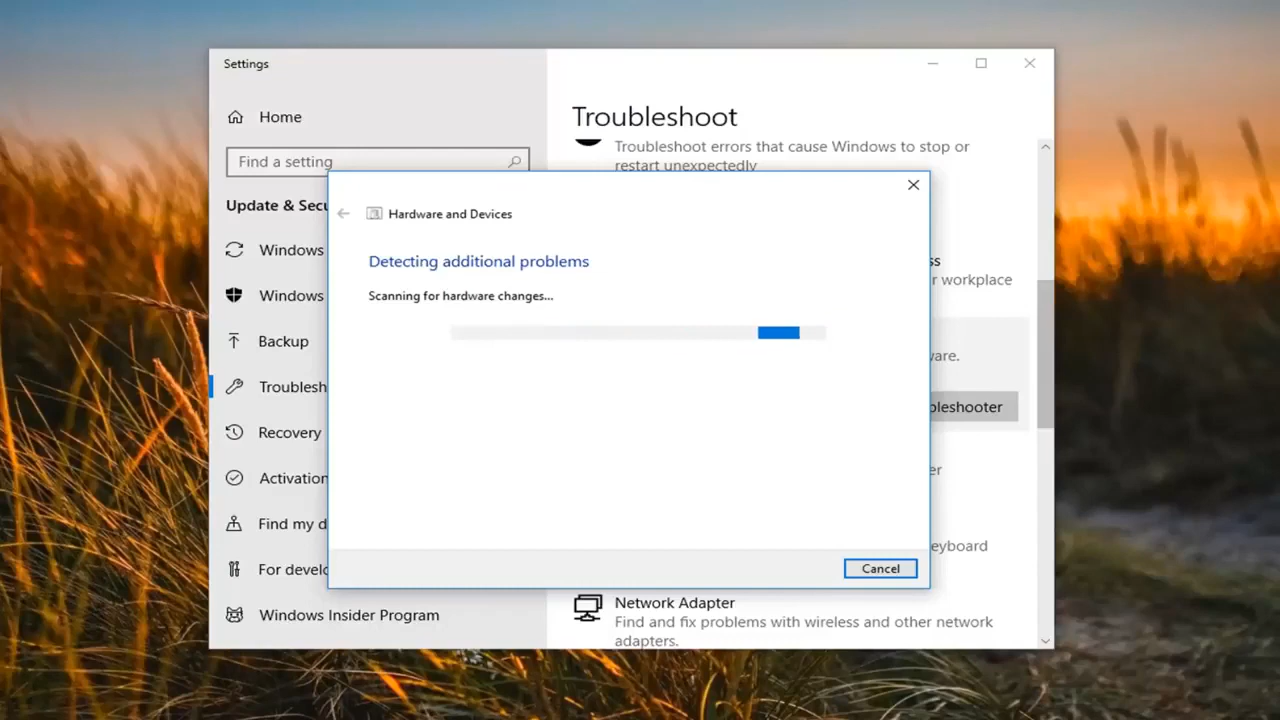 Settings
Home
Find a setting
Update & Secu
Windows
Windows
Backup
Troublesh
Recovery
Activation
Find my d
For develo
Windows Insider Program
Troubleshoot
Troubleshoot errors that cause Windows to stop or
restart unexpectedly
ss
r workplace
ware.
bleshooter
er
eyboard
Network Adapter
Find and fix problems with wireless and other network
adapters.
Hardware and Devices
Detecting additional problems
Scanning for hardware changes...
Cancel